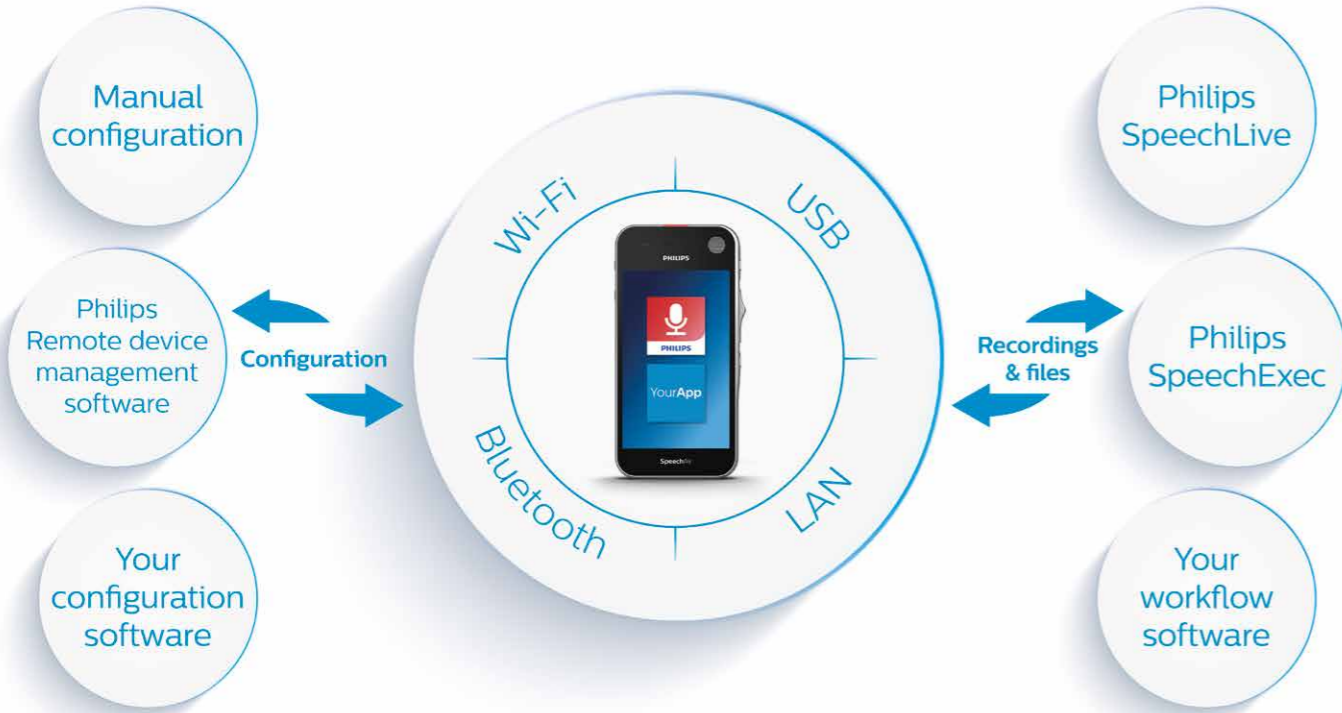 Manual
configuration
Philips
Remote device
management
software
Your
configuration
software
Configuration
Wi-Fi
USB
Bluetooth
LAN
PHILIPS
PHILIPS
YourApp
SpeechAir
Recordings
& files
Philips
SpeechLive
Philips
SpeechExec
Your
workflow
software